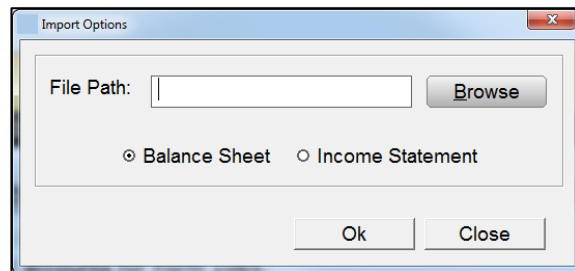 Import Options
File Path:
Browse
Balance Sheet Income Statement
Ok Close